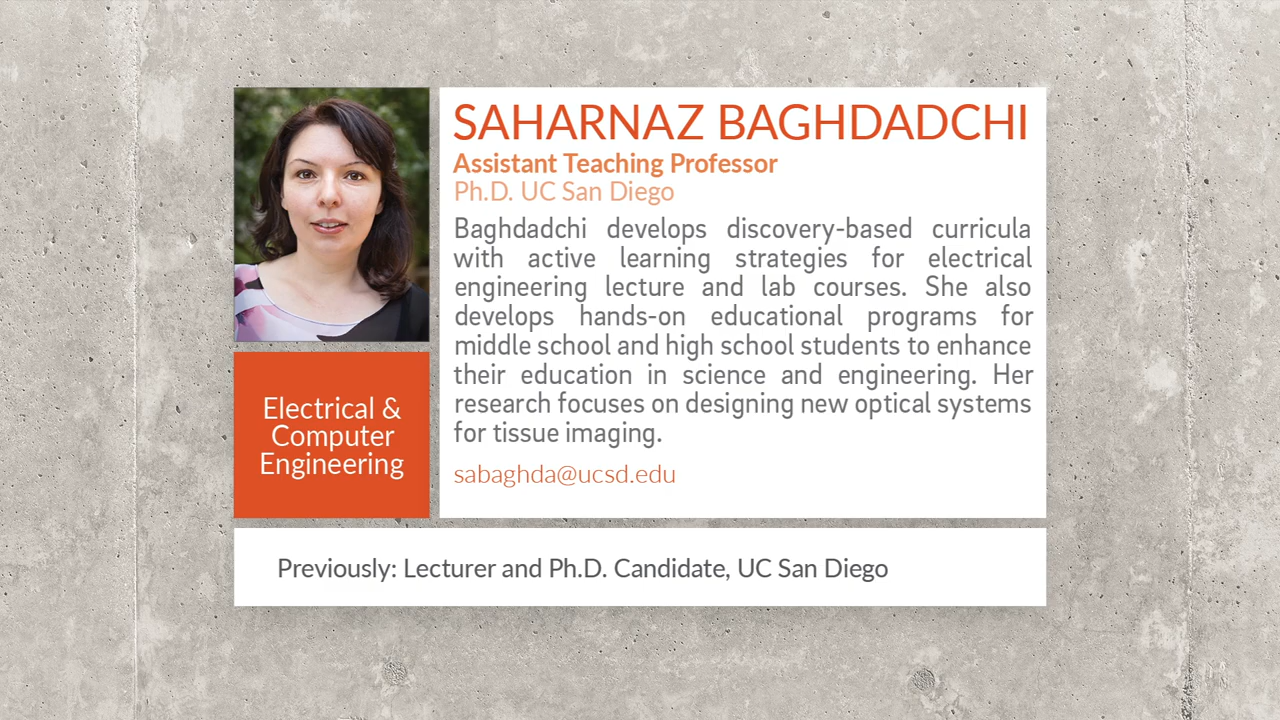 SAHARNAZ BAGHDADCHI
Assistant Teaching Professor
Ph.D. UC San Diego
Baghdadchi develops discovery-based curricula
with active learning strategies for electrical
engineering lecture and lab courses. She also
develops hands-on educational programs for
middle school and high school students to enhance
their education in science and engineering. Her
research focuses on designing new optical systems
for tissue imaging.
sabaghda@ucsd.edu
Electrical &
Computer
Engineering
Previously: Lecturer and Ph.D. Candidate, UC San Diego